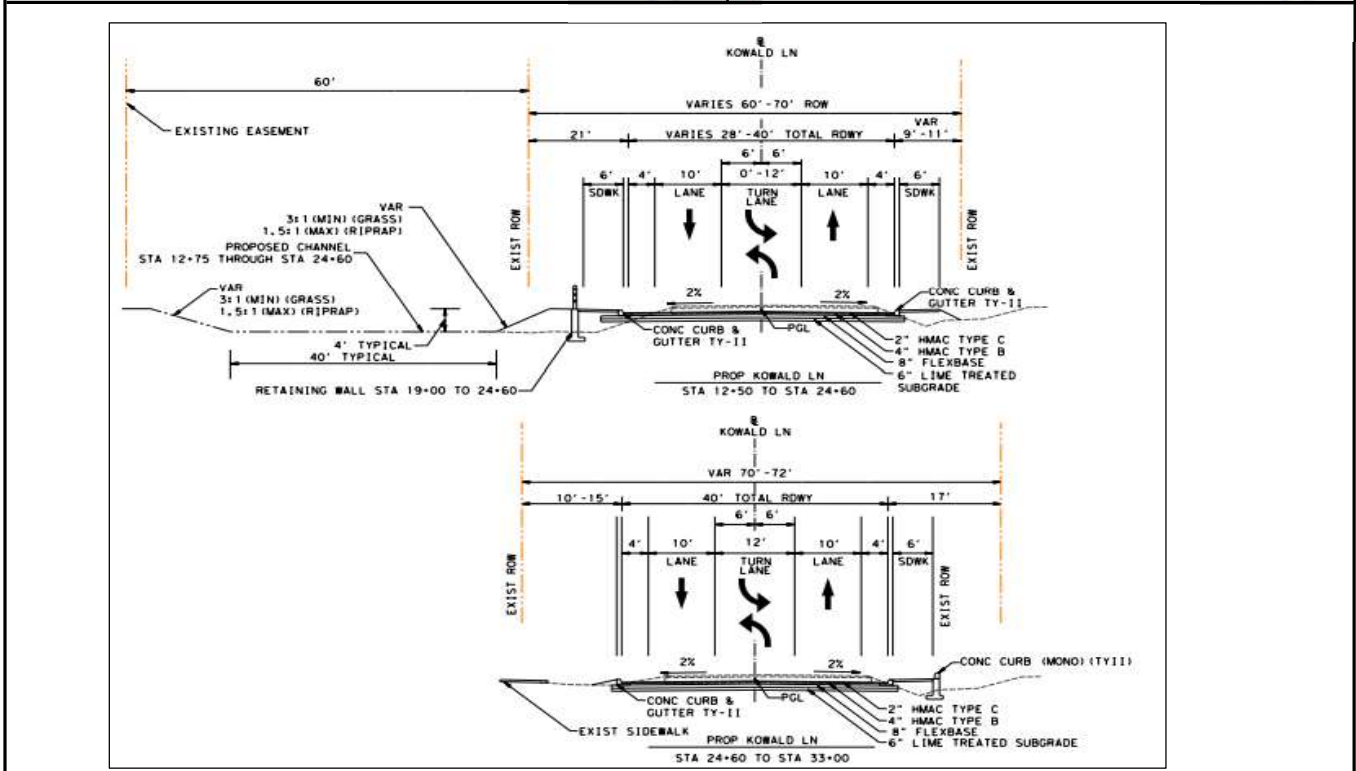 ℄
KOWALD LN
60'
VARIES 60'-70' ROW
EXISTING EASEMENT
21'
VARIES 28'-40' TOTAL RDWY
VAR
9'-11'
6' 6'
6' 4' 10' 0'-12' 10' 4' 6'
SDWK LANE TURN LANE LANE SDWK
EXIST ROW
EXIST ROW
VAR
3:1 (MIN) (GRASS)
1.5:1 (MAX) (RIPRAP)
PROPOSED CHANNEL
STA 12+75 THROUGH STA 24+60
VAR
3:1 (MIN) (GRASS)
1.5:1 (MAX) (RIPRAP)
2% 2%
CONC CURB &
GUTTER TY-II
CONC CURB &
GUTTER TY-II
PGL
4' TYPICAL
40' TYPICAL
2" HMAC TYPE C
4" HMAC TYPE B
8" FLEXBASE
6" LIME TREATED
SUBGRADE
RETAINING WALL STA 19+00 TO 24+60
PROP KOWALD LN
STA 12+50 TO STA 24+60
℄
KOWALD LN
VAR 70'-72'
10'-15' 40' TOTAL RDWY 17'
6' 6'
4' 10' 12' 10' 4' 6'
LANE TURN LANE LANE SDWK
EXIST ROW
EXIST ROW
2% 2%
CONC CURB (MONO) (TYII)
CONC CURB &
GUTTER TY-II
PGL
2" HMAC TYPE C
4" HMAC TYPE B
8" FLEXBASE
6" LIME TREATED SUBGRADE
EXIST SIDEWALK
PROP KOWALD LN
STA 24+60 TO STA 33+00